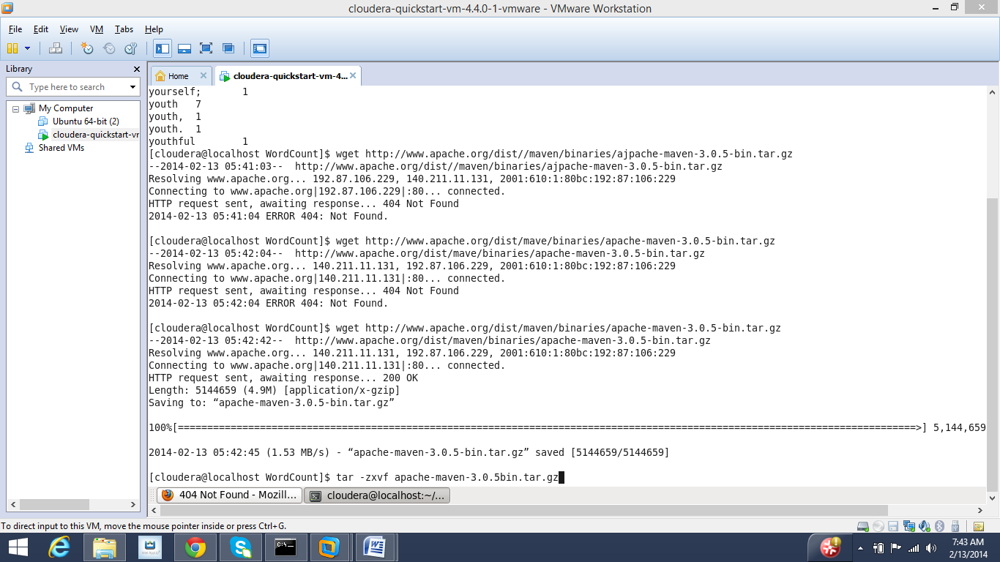 cloudera-quickstart-vm-4.4.0-1-vmware - VMware Workstation
File Edit View VM Tabs Help
Library
Home
cloudera-quickstart-vm-4...
Type here to search
My Computer
Ubuntu 64-bit (2)
cloudera-quickstart-vr
Shared VMs
yourself; 1
youth 7
youth, 1
youth. 1
youthful 1
[cloudera@localhost WordCount]$ wget http://www.apache.org/dist//maven/binaries/ajpache-maven-3.0.5-bin.tar.gz
--2014-02-13 05:41:03-- http://www.apache.org/dist//maven/binaries/ajpache-maven-3.0.5-bin.tar.gz
Resolving www.apache.org... 192.87.106.229, 140.211.11.131, 2001:610:1:80bc:192:87:106:229
Connecting to www.apache.org|192.87.106.229|:80... connected.
HTTP request sent, awaiting response... 404 Not Found
2014-02-13 05:41:04 ERROR 404: Not Found.
[cloudera@localhost WordCount]$ wget http://www.apache.org/dist/mave/binaries/apache-maven-3.0.5-bin.tar.gz
--2014-02-13 05:42:04-- http://www.apache.org/dist/mave/binaries/apache-maven-3.0.5-bin.tar.gz
Resolving www.apache.org... 140.211.11.131, 192.87.106.229, 2001:610:1:80bc:192:87:106:229
Connecting to www.apache.org|140.211.11.131|:80... connected.
HTTP request sent, awaiting response... 404 Not Found
2014-02-13 05:42:04 ERROR 404: Not Found.
[cloudera@localhost WordCount]$ wget http://www.apache.org/dist/maven/binaries/apache-maven-3.0.5-bin.tar.gz
--2014-02-13 05:42:42-- http://www.apache.org/dist/maven/binaries/apache-maven-3.0.5-bin.tar.gz
Resolving www.apache.org... 140.211.11.131, 192.87.106.229, 2001:610:1:80bc:192:87:106:229
Connecting to www.apache.org|140.211.11.131|:80... connected.
HTTP request sent, awaiting response... 200 OK
Length: 5144659 (4.9M) [application/x-gzip]
Saving to: “apache-maven-3.0.5-bin.tar.gz”
100%[==============================================================================================================================>] 5,144,659
2014-02-13 05:42:45 (1.53 MB/s) - “apache-maven-3.0.5-bin.tar.gz” saved [5144659/5144659]
[cloudera@localhost WordCount]$ tar -zxvf apache-maven-3.0.5bin.tar.gz
404 Not Found - Mozill...
cloudera@localhost:~/...
To direct input to this VM, move the mouse pointer inside or press Ctrl+G.
7:43 AM
2/13/2014